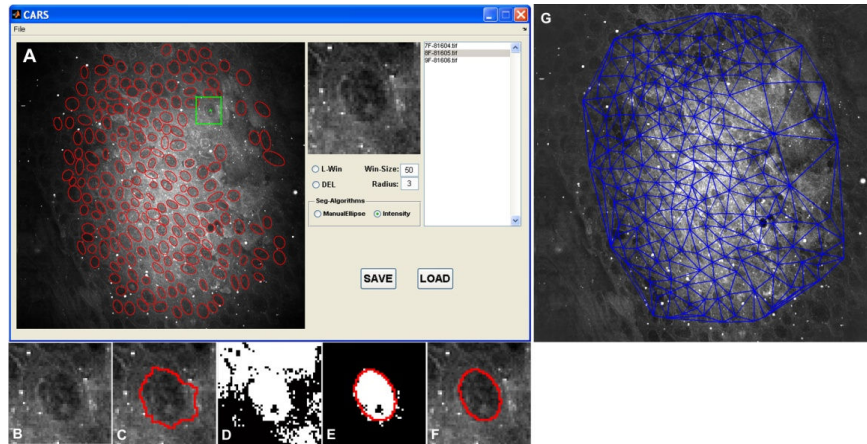 CARS
File
A
7F-81604.tif
8F-81605.tif
9F-81606.tif
L-Win
Win-Size: 50
DEL
Radius: 3
Seg-Algorithms
ManualEllipse
Intensity
SAVE
LOAD
G
B
C
D
E
F